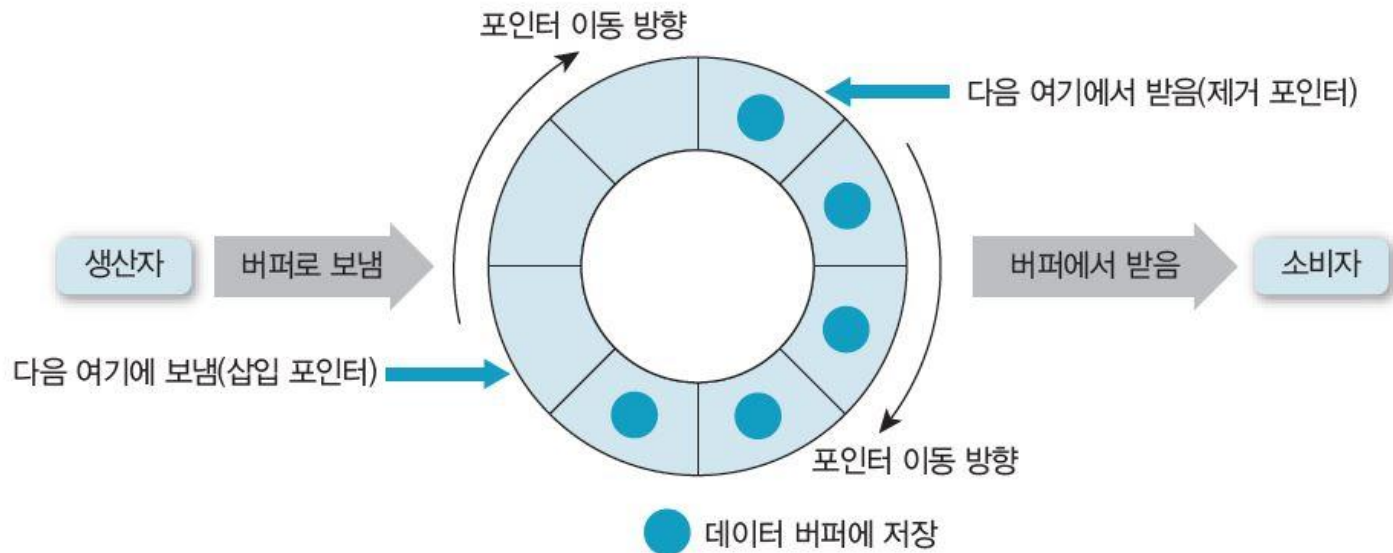 포인터 이동 방향
다음 여기에서 받음(제거 포인터)
생산자
버퍼로 보냄
버퍼에서 받음
소비자
다음 여기에 보냄(삽입 포인터)
포인터 이동 방향
데이터 버퍼에 저장